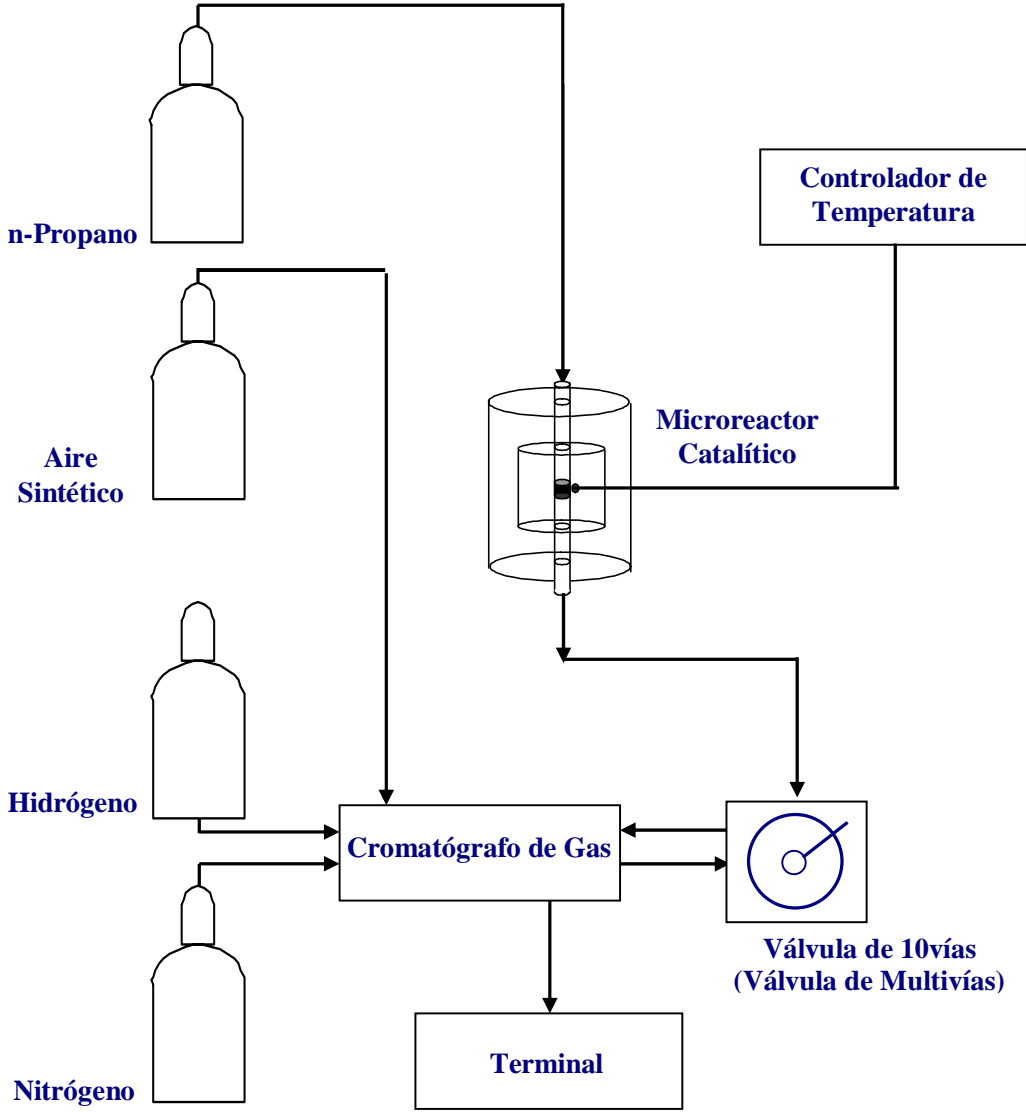 n-Propano
Controlador de
Temperatura
Microreactor
Catalítico
Aire
Sintético
Hidrógeno
Cromatógrafo de Gas
Válvula de 10vías
(Válvula de Multivías)
Terminal
Nitrógeno